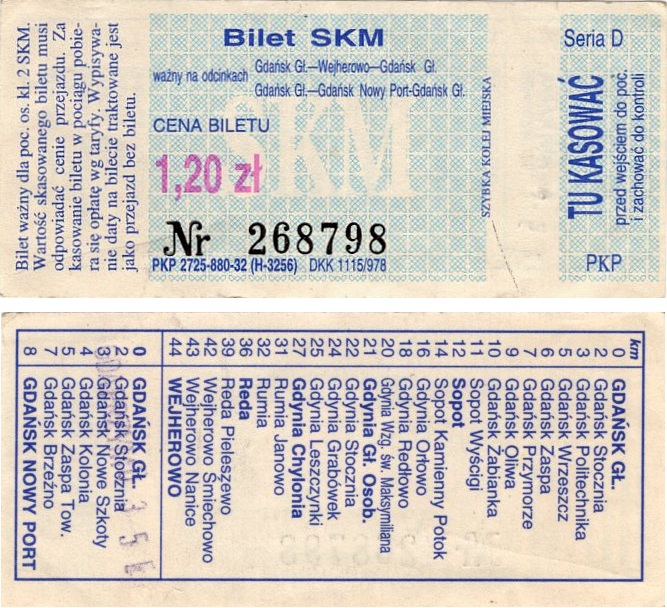 Bilet ważny dla poc. os. kl. 2 SKM.
Wartość skasowanego biletu musi
odpowiadać cenie przejazdu. Za
kasowanie biletu w pociągu pobie-
ra się opłatę wg taryfy. Wypisywa-
nie daty na bilecie traktowane jest
jako przejazd bez biletu.
Bilet SKM
ważny na odcinkach
Gdańsk Gł.—Wejherowo—Gdańsk Gł.
Gdańsk Gł.—Gdańsk Nowy Port-Gdańsk Gł.
SKM
CENA BILETU
1,20 zł
Nr 268798
PKP 2725-880-32 (H-3256) DKK 1115/978
SZYBKA KOLEJ MIEJSKA
Seria D
TU KASOWAĆ
przed wejściem do poc.
i zachować do kontroli
PKP
km
0 GDAŃSK GŁ.
2 Gdańsk Stocznia
3 Gdańsk Politechnika
5 Gdańsk Wrzeszcz
6 Gdańsk Zaspa
7 Gdańsk Przymorze
9 Gdańsk Oliwa
10 Gdańsk Żabianka
11 Sopot Wyścigi
12 Sopot
14 Sopot Kamienny Potok
16 Gdynia Orłowo
18 Gdynia Redłowo
20 Gdynia Wzg. św. Maksymiliana
21 Gdynia Gł. Osob.
22 Gdynia Stocznia
24 Gdynia Grabówek
25 Gdynia Leszczynki
27 Gdynia Chylonia
31 Rumia Janowo
32 Rumia
36 Reda
39 Reda Pieleszewo
42 Wejherowo Śmiechowo
43 Wejherowo Nanice
44 WEJHEROWO
0 GDAŃSK GŁ.
2 Gdańsk Stocznia
3 Gdańsk Nowe Szkoty
4 Gdańsk Kolonia
5 Gdańsk Zaspa Tow.
7 Gdańsk Brzeźno
8 GDAŃSK NOWY PORT